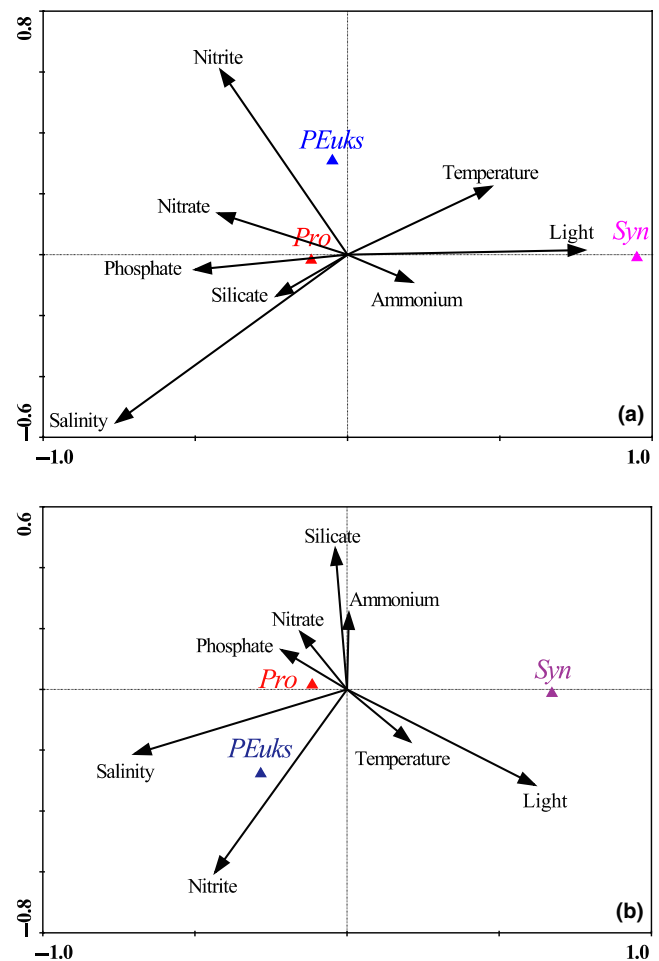 0.8
Nitrite
PEuks
Temperature
Nitrate
Pro
Light
Syn
Phosphate
Silicate
Ammonium
Salinity
(a)
−0.6
−1.0
1.0
0.6
Silicate
Ammonium
Nitrate
Phosphate
Pro
Syn
PEuks
Temperature
Salinity
Light
Nitrite
(b)
−0.8
−1.0
1.0